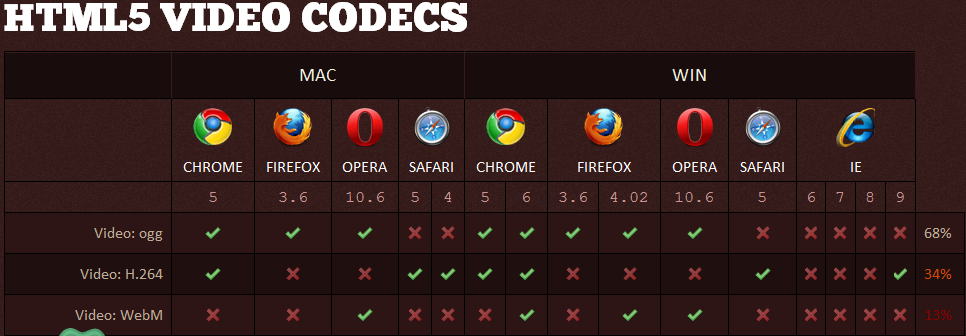 HTML5 VIDEO CODECS
MAC WIN
CHROME FIREFOX OPERA SAFARI CHROME FIREFOX OPERA SAFARI IE
5 3.6 10.6 5 4 5 6 3.6 4.02 10.6 5 6 7 8 9
Video: ogg 68%
Video: H.264 34%
Video: WebM 13%